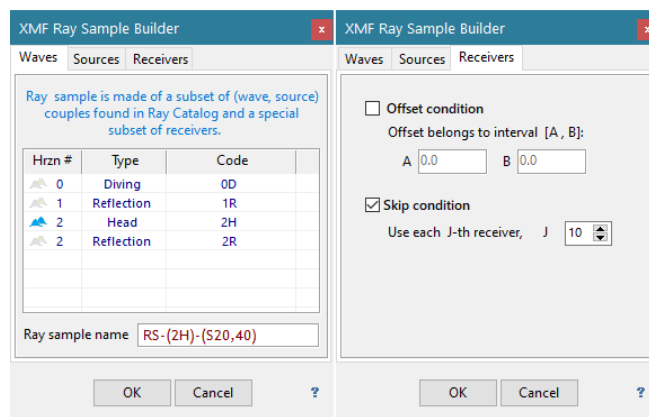 XMF Ray Sample Builder
x
Waves Sources Receivers
Ray sample is made of a subset of (wave, source)
couples found in Ray Catalog and a special
subset of receivers.
Hrzn # Type Code
0 Diving 0D
1 Reflection 1R
2 Head 2H
2 Reflection 2R
Ray sample name RS-(2H)-(S20,40)
OK Cancel ?
XMF Ray Sample Builder
x
Waves Sources Receivers
Offset condition
Offset belongs to interval [A , B]:
A 0.0 B 0.0
Skip condition
Use each J-th receiver, J 10
OK Cancel ?